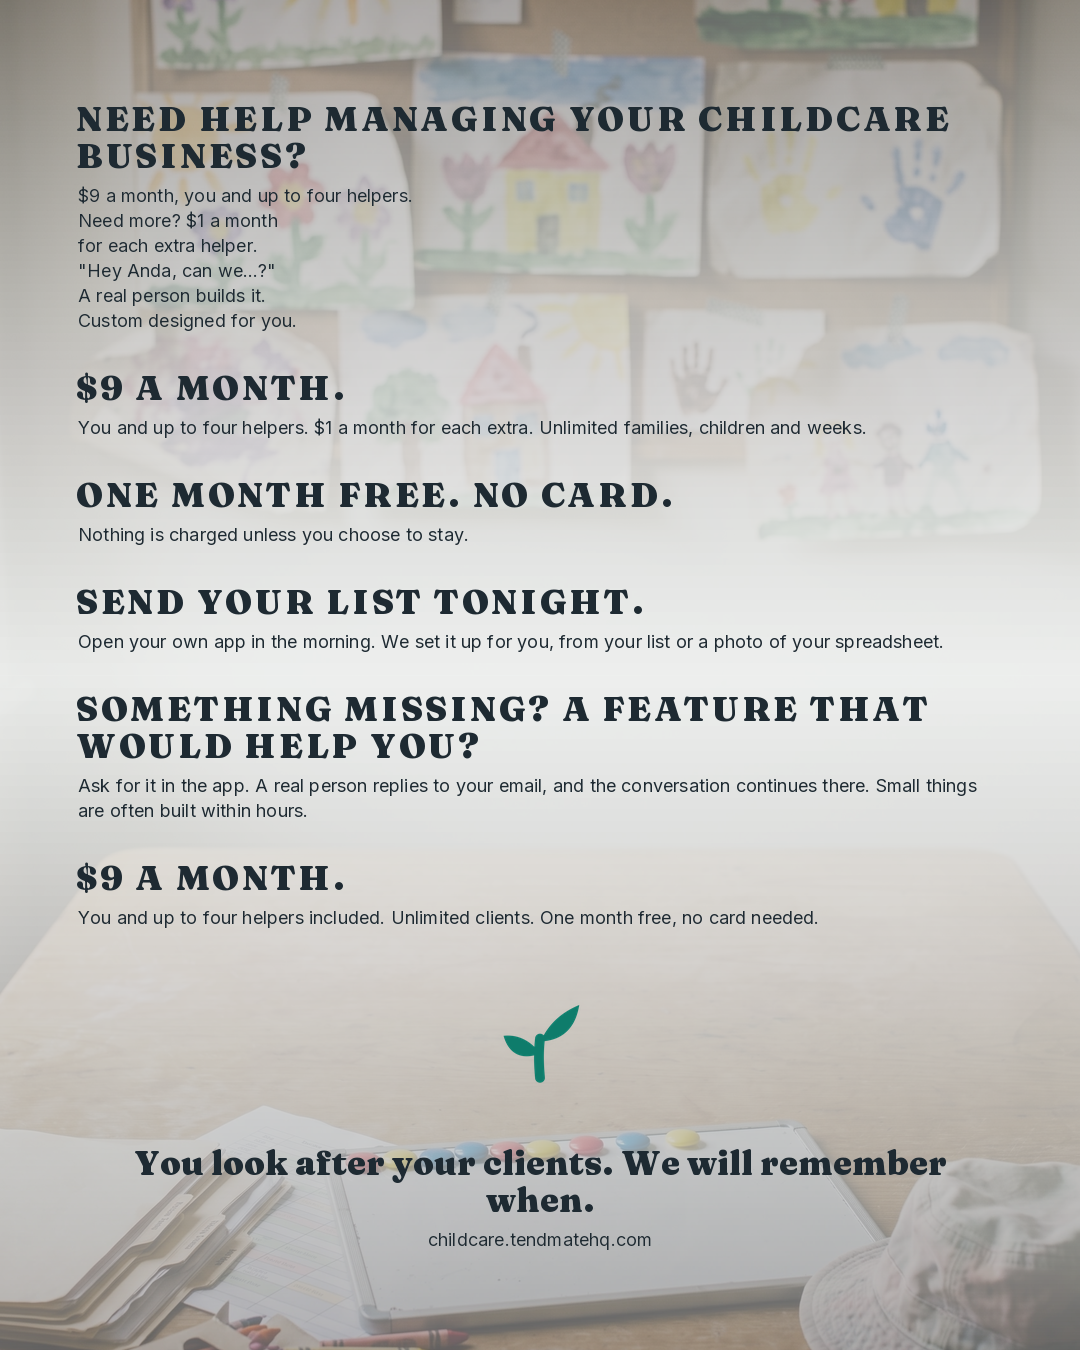 NEED HELP MANAGING YOUR CHILDCARE
BUSINESS?
$9 a month, you and up to four helpers.
Need more? $1 a month
for each extra helper.
"Hey Anda, can we...?"
A real person builds it.
Custom designed for you.
$9 A MONTH.
You and up to four helpers. $1 a month for each extra. Unlimited families, children and weeks.
ONE MONTH FREE. NO CARD.
Nothing is charged unless you choose to stay.
SEND YOUR LIST TONIGHT.
Open your own app in the morning. We set it up for you, from your list or a photo of your spreadsheet.
SOMETHING MISSING? A FEATURE THAT
WOULD HELP YOU?
Ask for it in the app. A real person replies to your email, and the conversation continues there. Small things
are often built within hours.
$9 A MONTH.
You and up to four helpers included. Unlimited clients. One month free, no card needed.
You look after your clients. We will remember
when.
childcare.tendmatehq.com